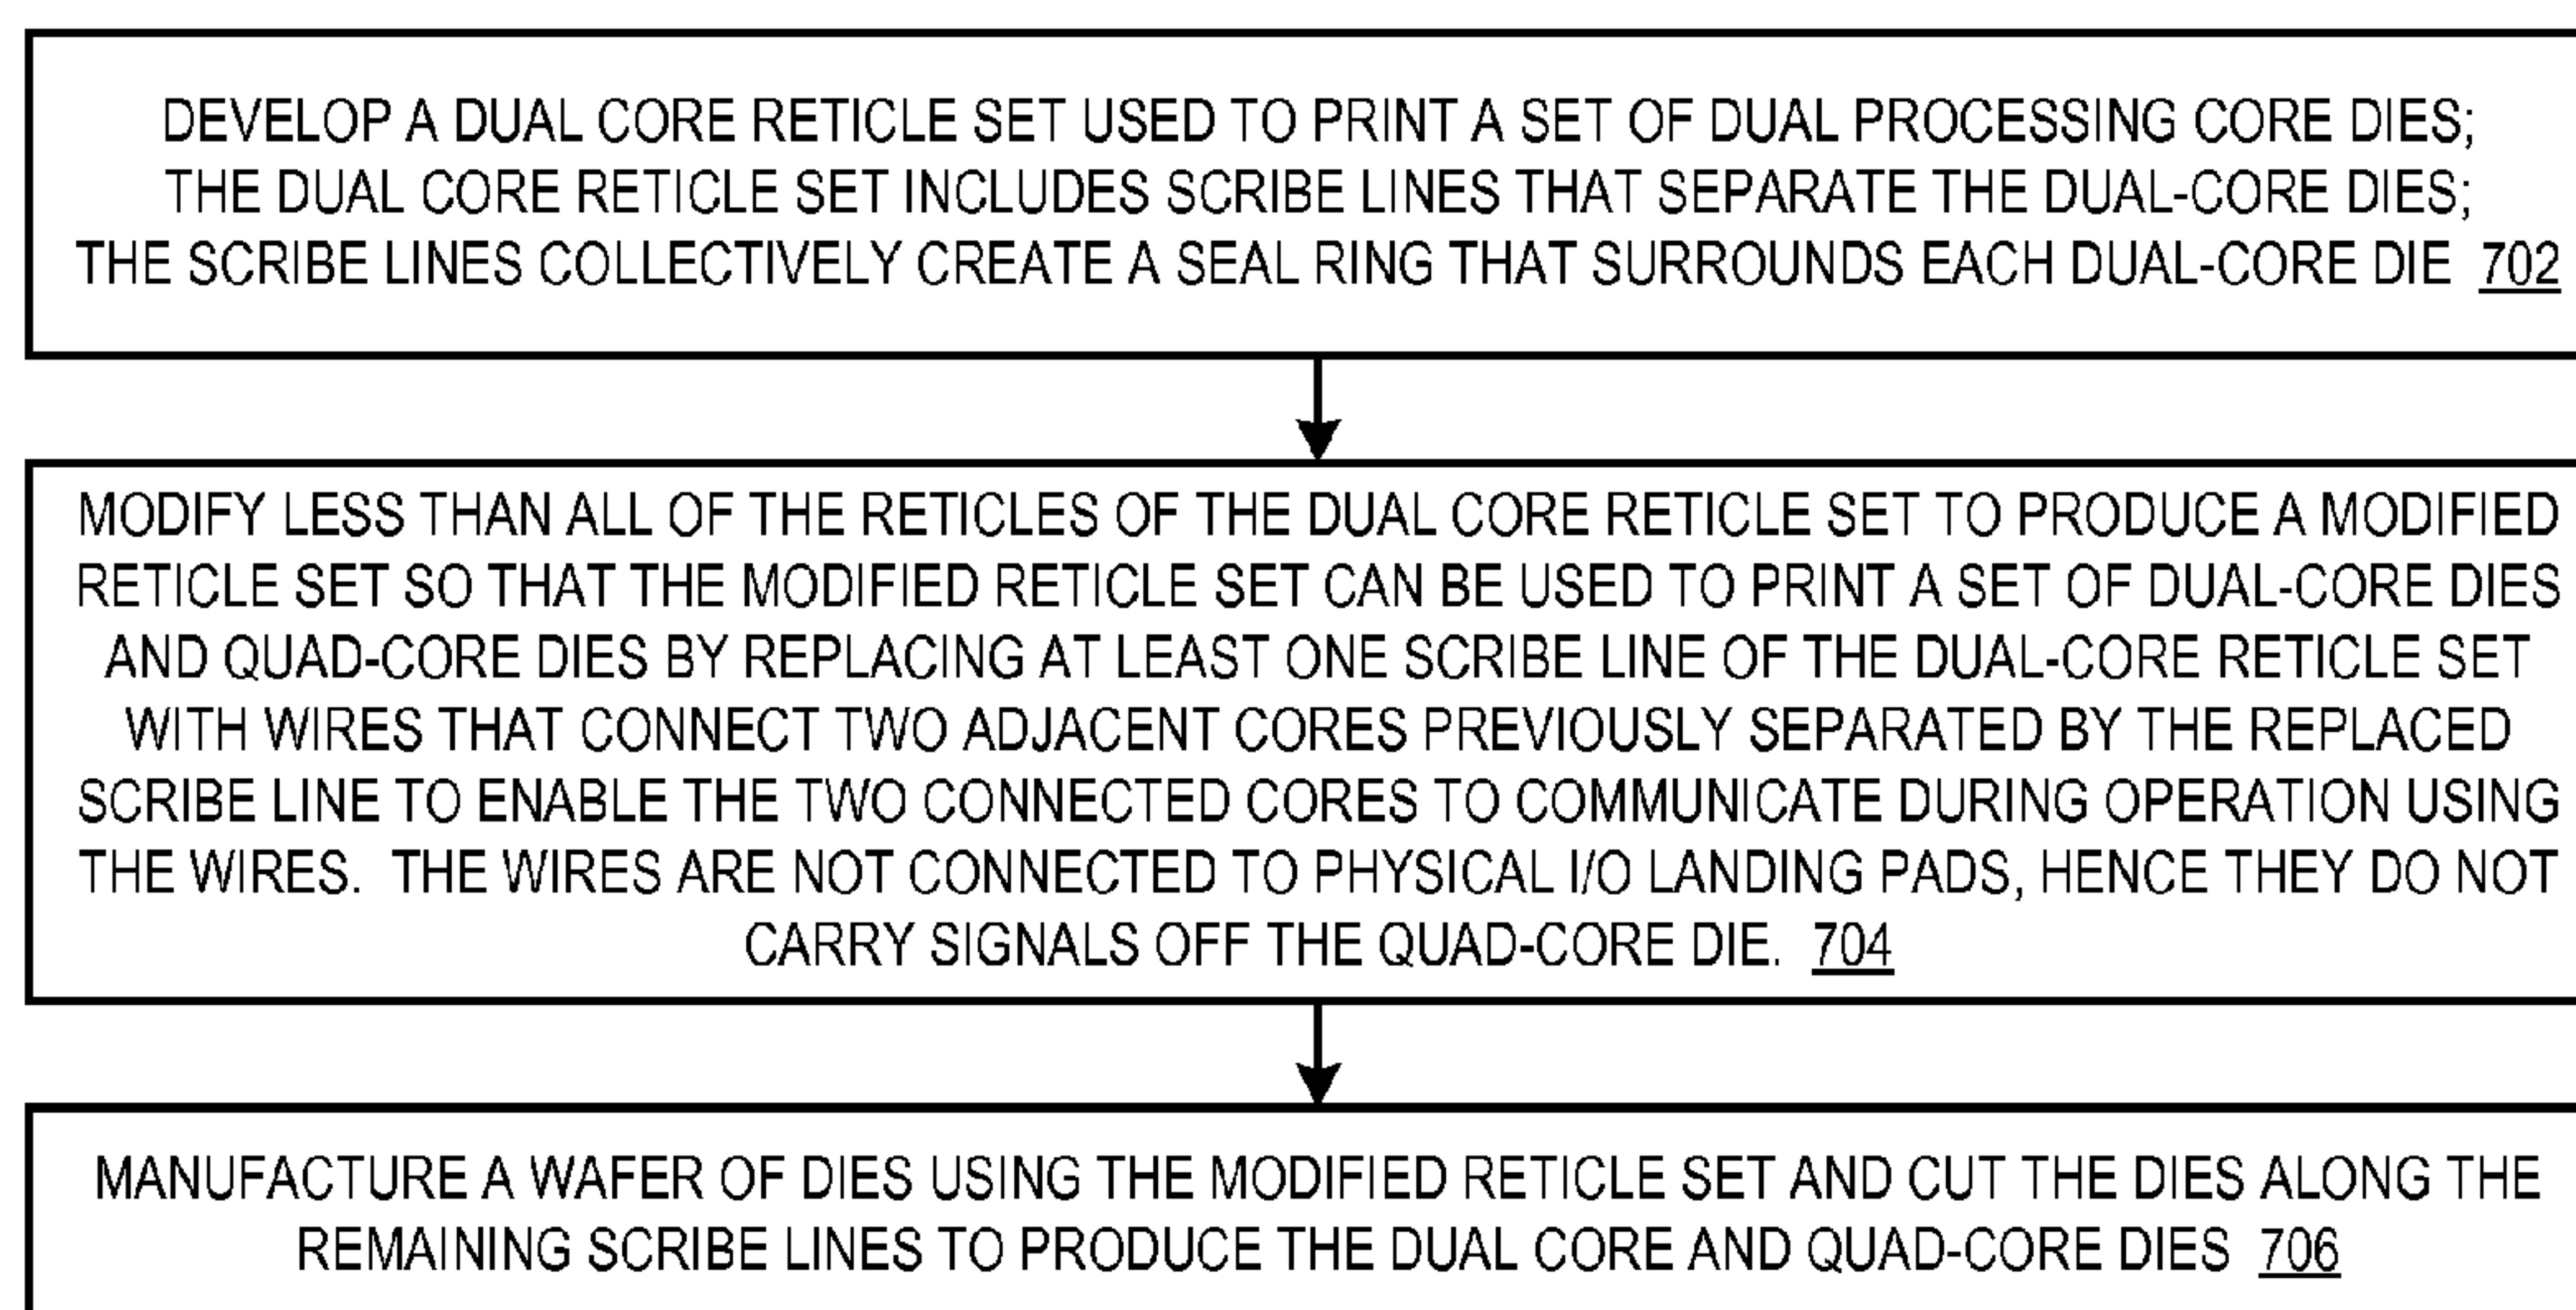 DEVELOP A DUAL CORE RETICLE SET USED TO PRINT A SET OF DUAL PROCESSING CORE DIES;
THE DUAL CORE RETICLE SET INCLUDES SCRIBE LINES THAT SEPARATE THE DUAL-CORE DIES;
THE SCRIBE LINES COLLECTIVELY CREATE A SEAL RING THAT SURROUNDS EACH DUAL-CORE DIE 702
MODIFY LESS THAN ALL OF THE RETICLES OF THE DUAL CORE RETICLE SET TO PRODUCE A MODIFIED
RETICLE SET SO THAT THE MODIFIED RETICLE SET CAN BE USED TO PRINT A SET OF DUAL-CORE DIES
AND QUAD-CORE DIES BY REPLACING AT LEAST ONE SCRIBE LINE OF THE DUAL-CORE RETICLE SET
WITH WIRES THAT CONNECT TWO ADJACENT CORES PREVIOUSLY SEPARATED BY THE REPLACED
SCRIBE LINE TO ENABLE THE TWO CONNECTED CORES TO COMMUNICATE DURING OPERATION USING
THE WIRES. THE WIRES ARE NOT CONNECTED TO PHYSICAL I/O LANDING PADS, HENCE THEY DO NOT
CARRY SIGNALS OFF THE QUAD-CORE DIE. 704
MANUFACTURE A WAFER OF DIES USING THE MODIFIED RETICLE SET AND CUT THE DIES ALONG THE
REMAINING SCRIBE LINES TO PRODUCE THE DUAL CORE AND QUAD-CORE DIES 706